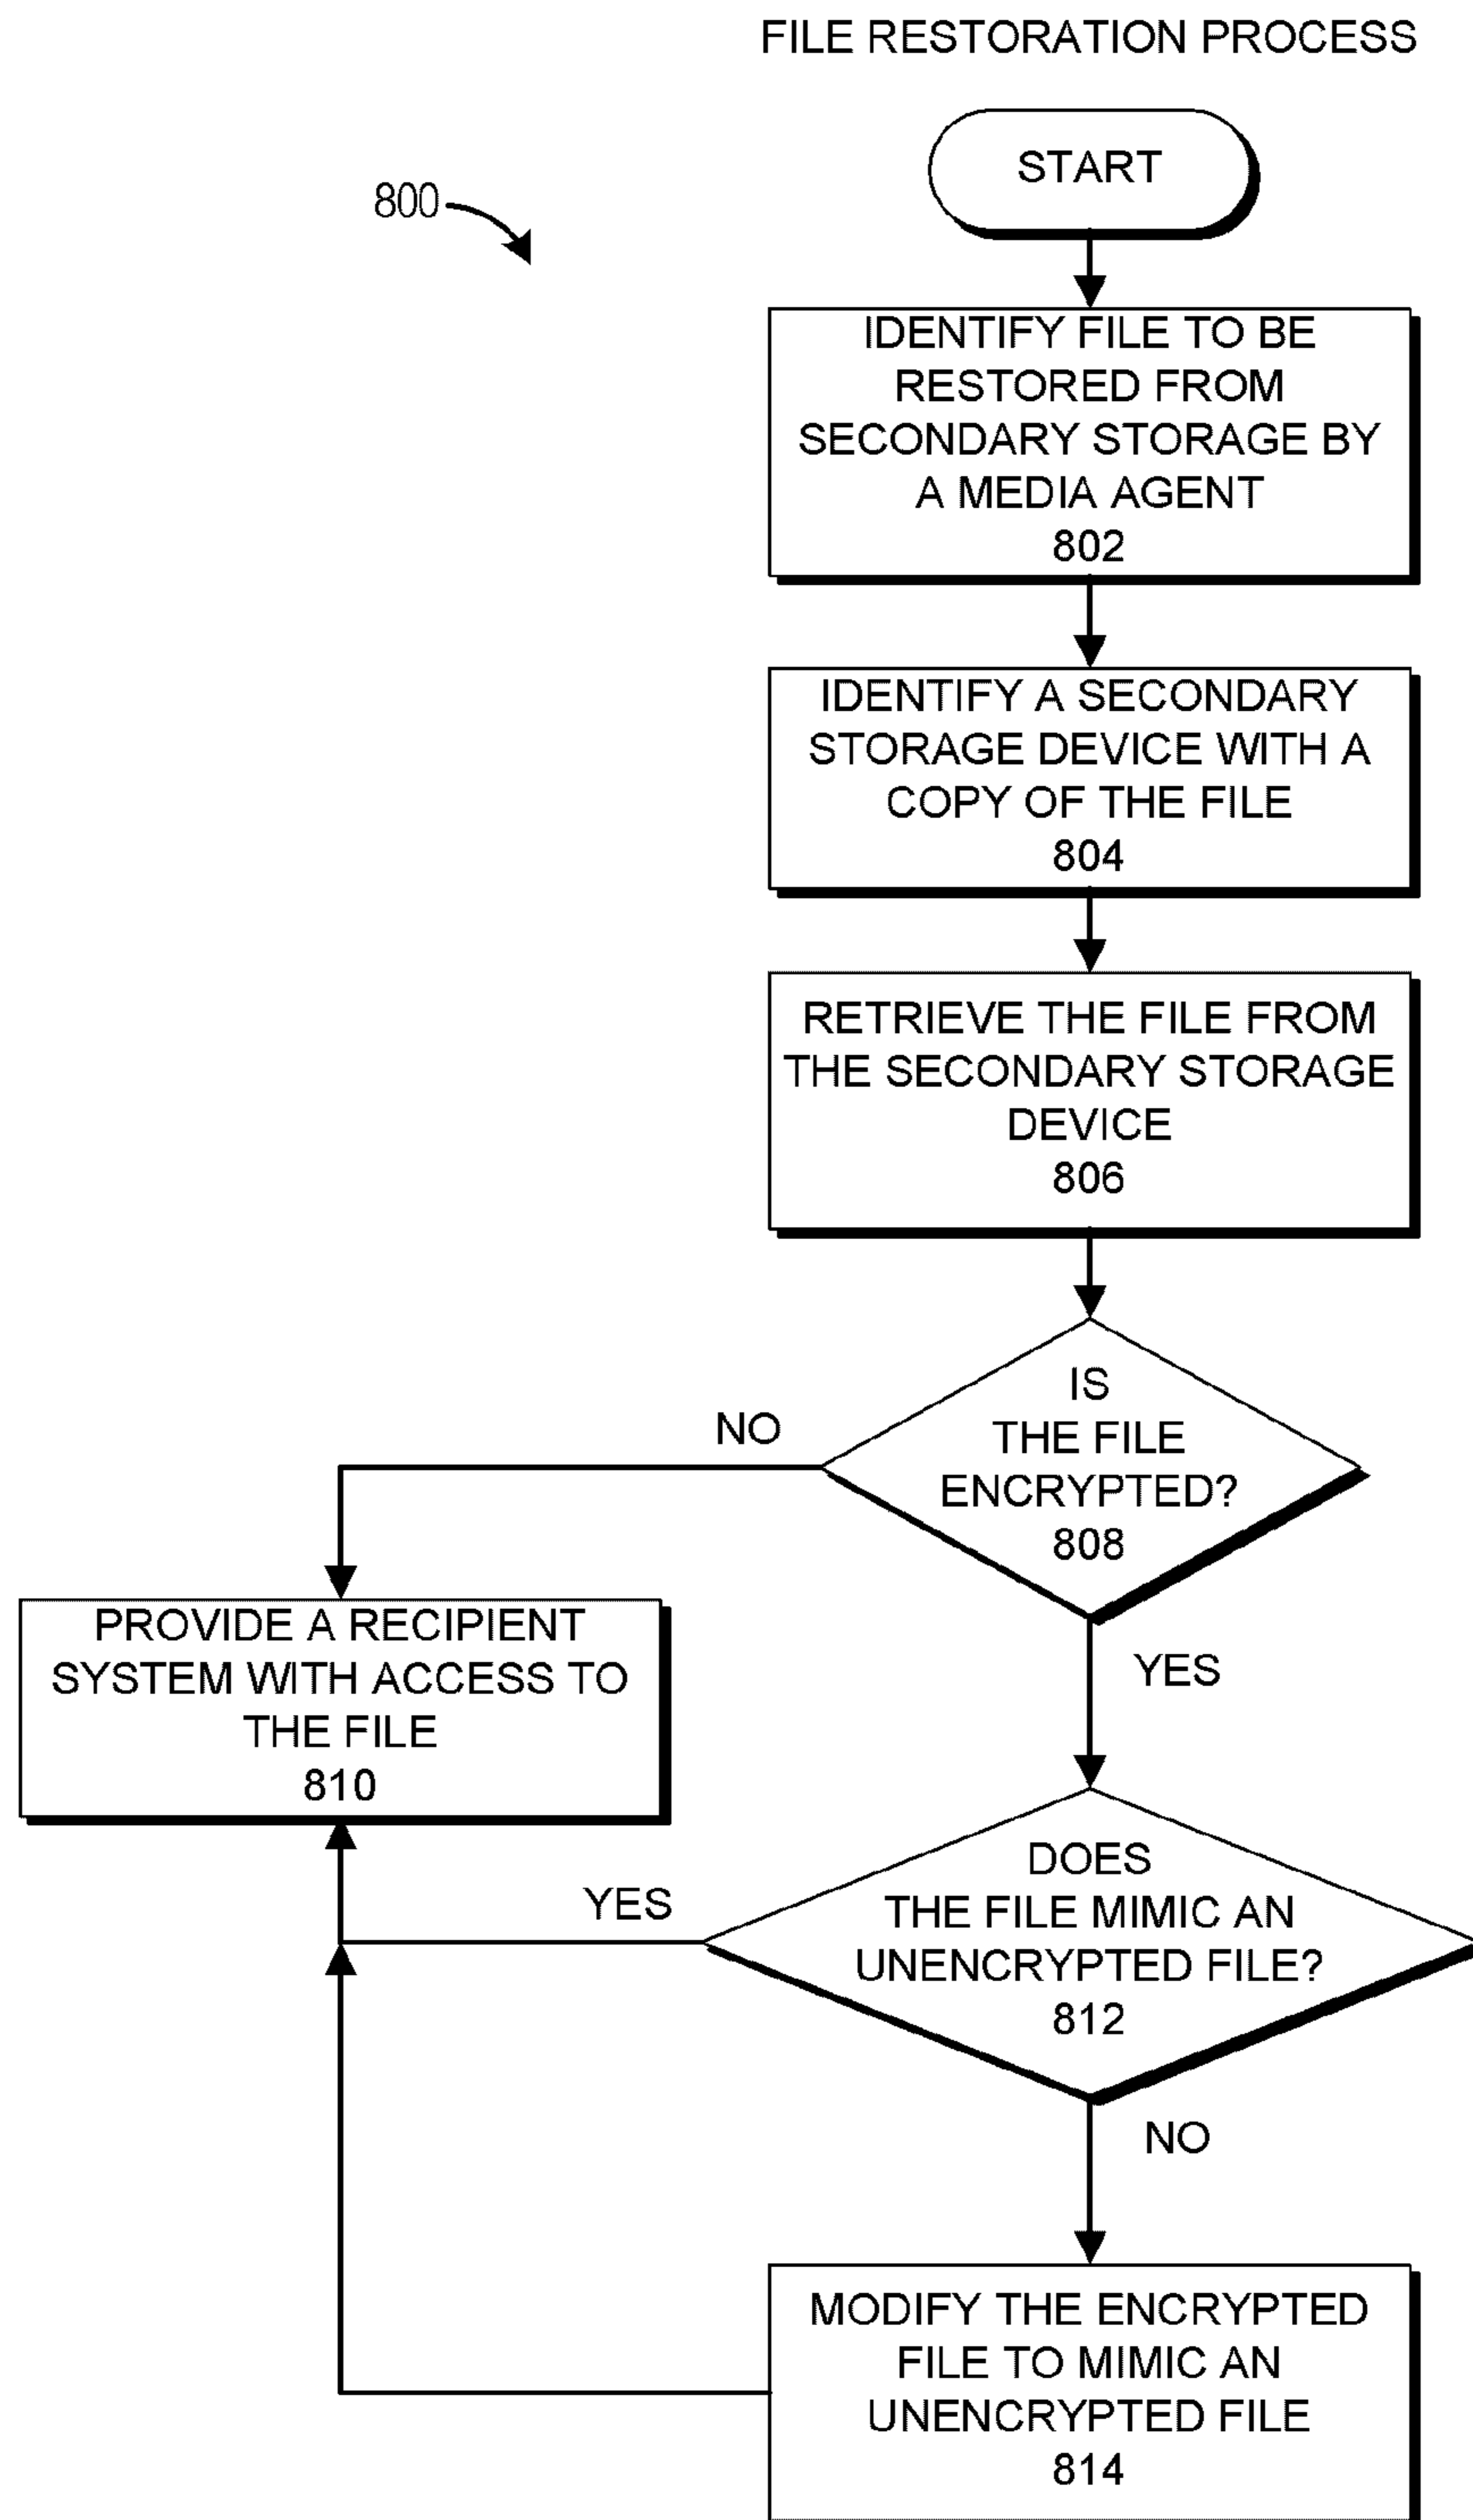 FILE RESTORATION PROCESS
START
800
IDENTIFY FILE TO BE
RESTORED FROM
SECONDARY STORAGE BY
A MEDIA AGENT
802
IDENTIFY A SECONDARY
STORAGE DEVICE WITH A
COPY OF THE FILE
804
RETRIEVE THE FILE FROM
THE SECONDARY STORAGE
DEVICE
806
IS
THE FILE
ENCRYPTED?
808
NO
PROVIDE A RECIPIENT
SYSTEM WITH ACCESS TO
THE FILE
810
YES
DOES
THE FILE MIMIC AN
UNENCRYPTED FILE?
812
YES
NO
MODIFY THE ENCRYPTED
FILE TO MIMIC AN
UNENCRYPTED FILE
814